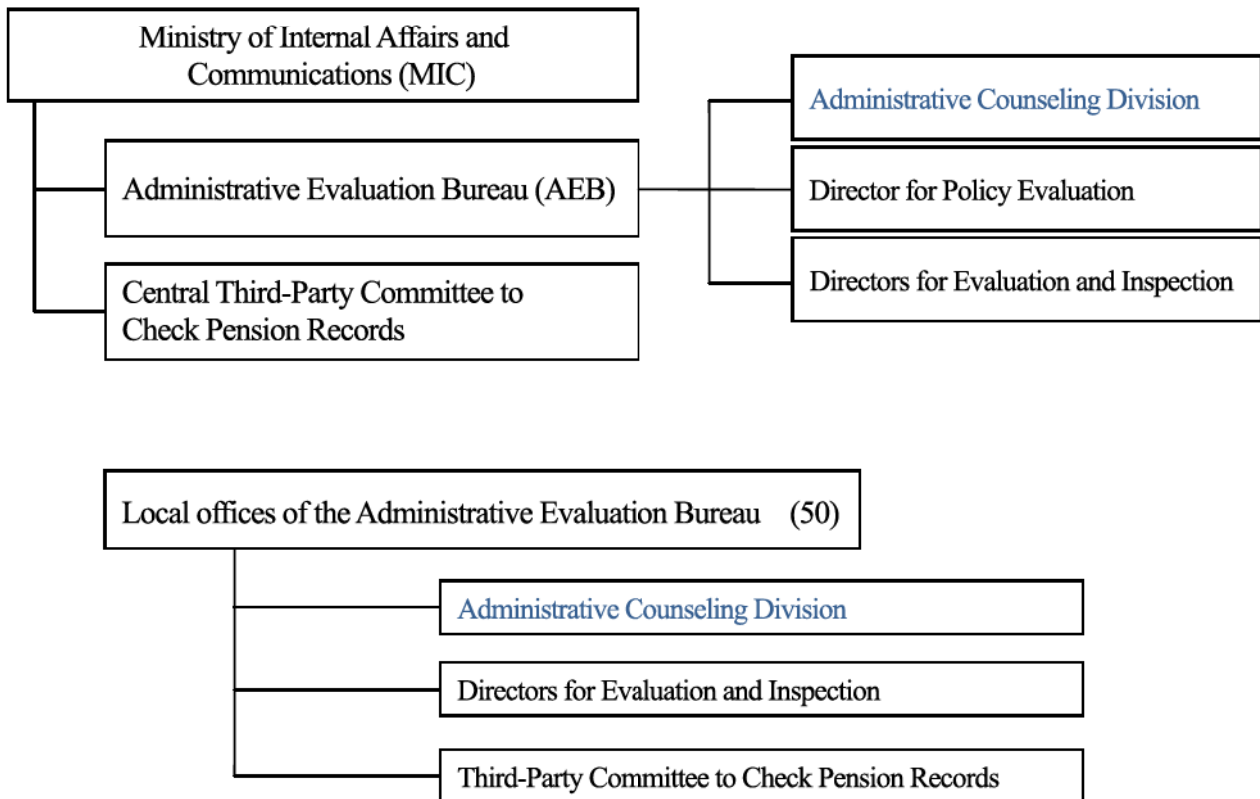 Ministry of Internal Affairs and
Communications (MIC)
Administrative Counseling Division
Administrative Evaluation Bureau (AEB)
Director for Policy Evaluation
Central Third-Party Committee to
Check Pension Records
Directors for Evaluation and Inspection
Local offices of the Administrative Evaluation Bureau (50)
Administrative Counseling Division
Directors for Evaluation and Inspection
Third-Party Committee to Check Pension Records